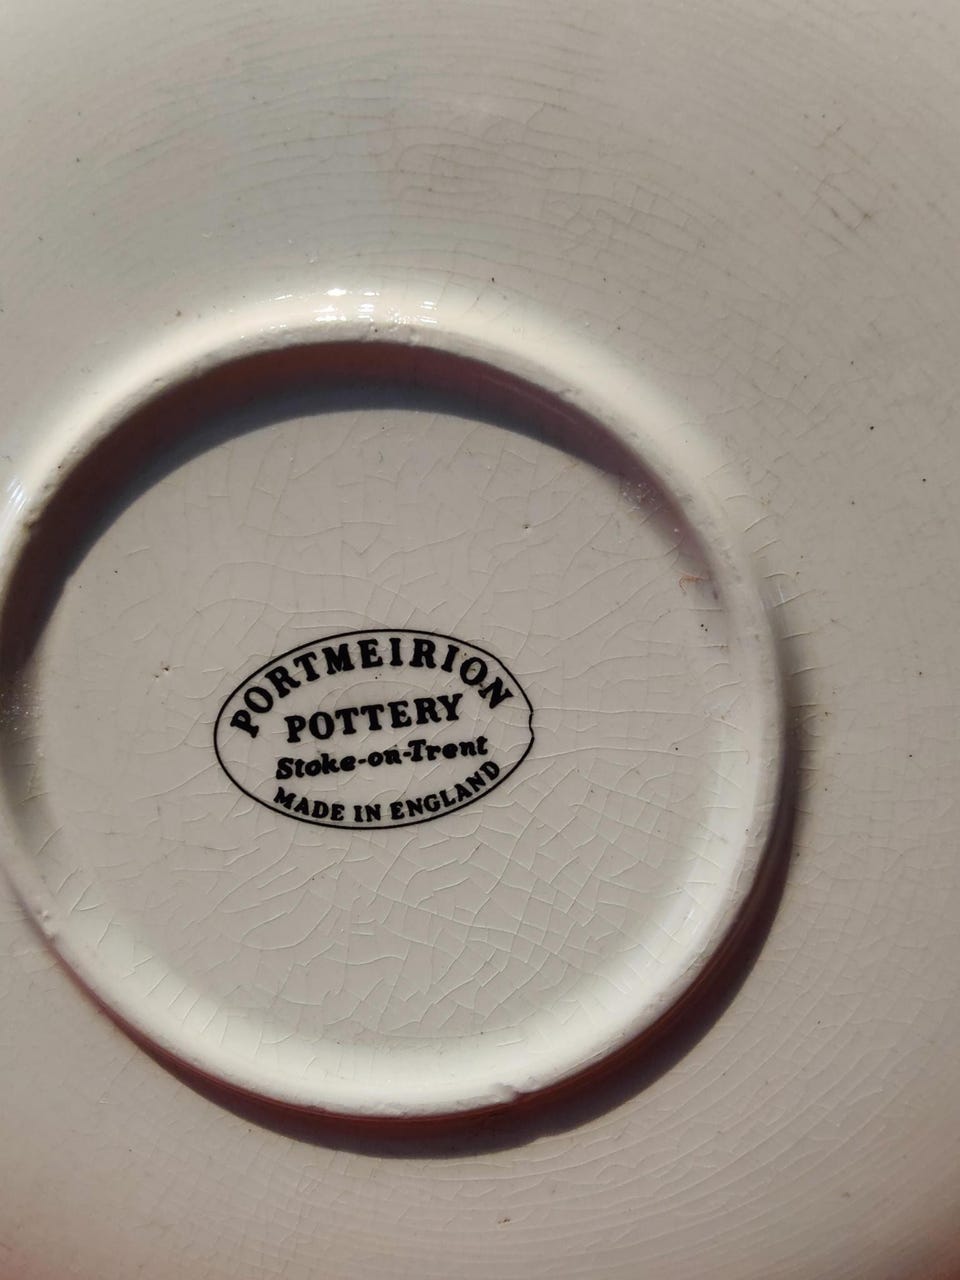 PORTMEIRION
POTTERY
Stoke-on-Trent
MADE IN ENGLAND